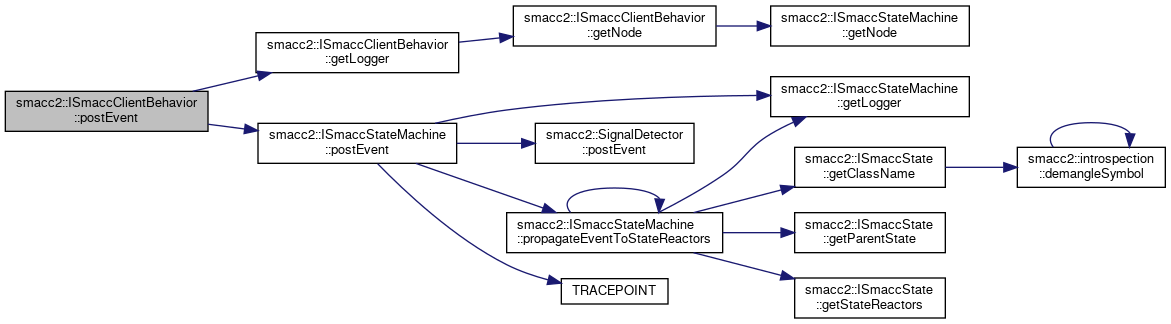 smacc2::ISmaccClientBehavior
::postEvent
smacc2::ISmaccClientBehavior
::getLogger
smacc2::ISmaccClientBehavior
::getNode
smacc2::ISmaccStateMachine
::getNode
smacc2::ISmaccStateMachine
::postEvent
smacc2::ISmaccStateMachine
::getLogger
smacc2::SignalDetector
::postEvent
smacc2::ISmaccStateMachine
::propagateEventToStateReactors
smacc2::ISmaccState
::getClassName
smacc2::introspection
::demangleSymbol
smacc2::ISmaccState
::getParentState
smacc2::ISmaccState
::getStateReactors
TRACEPOINT